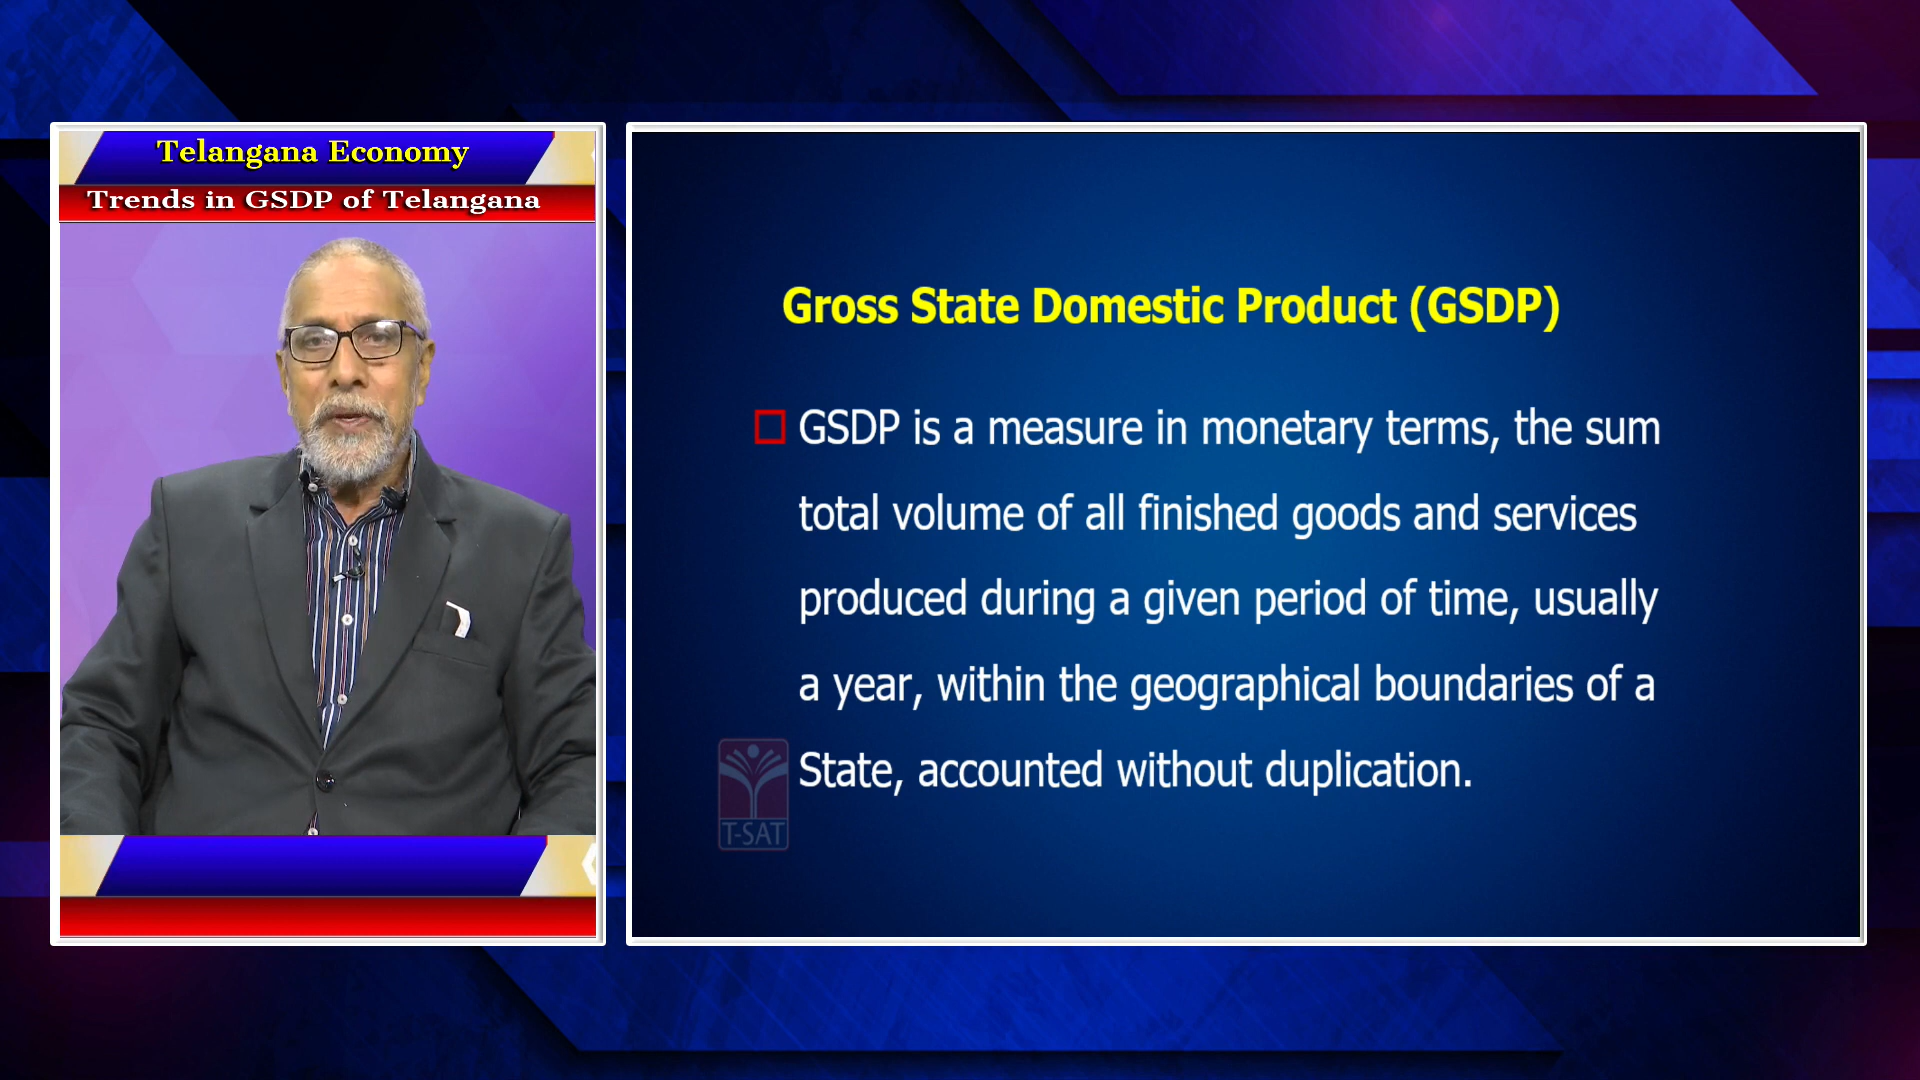 Telangana Economy
Trends in GSDP of Telangana
Gross State Domestic Product (GSDP)
GSDP is a measure in monetary terms, the sum
total volume of all finished goods and services
produced during a given period of time, usually
a year, within the geographical boundaries of a
State, accounted without duplication.
T-SAT